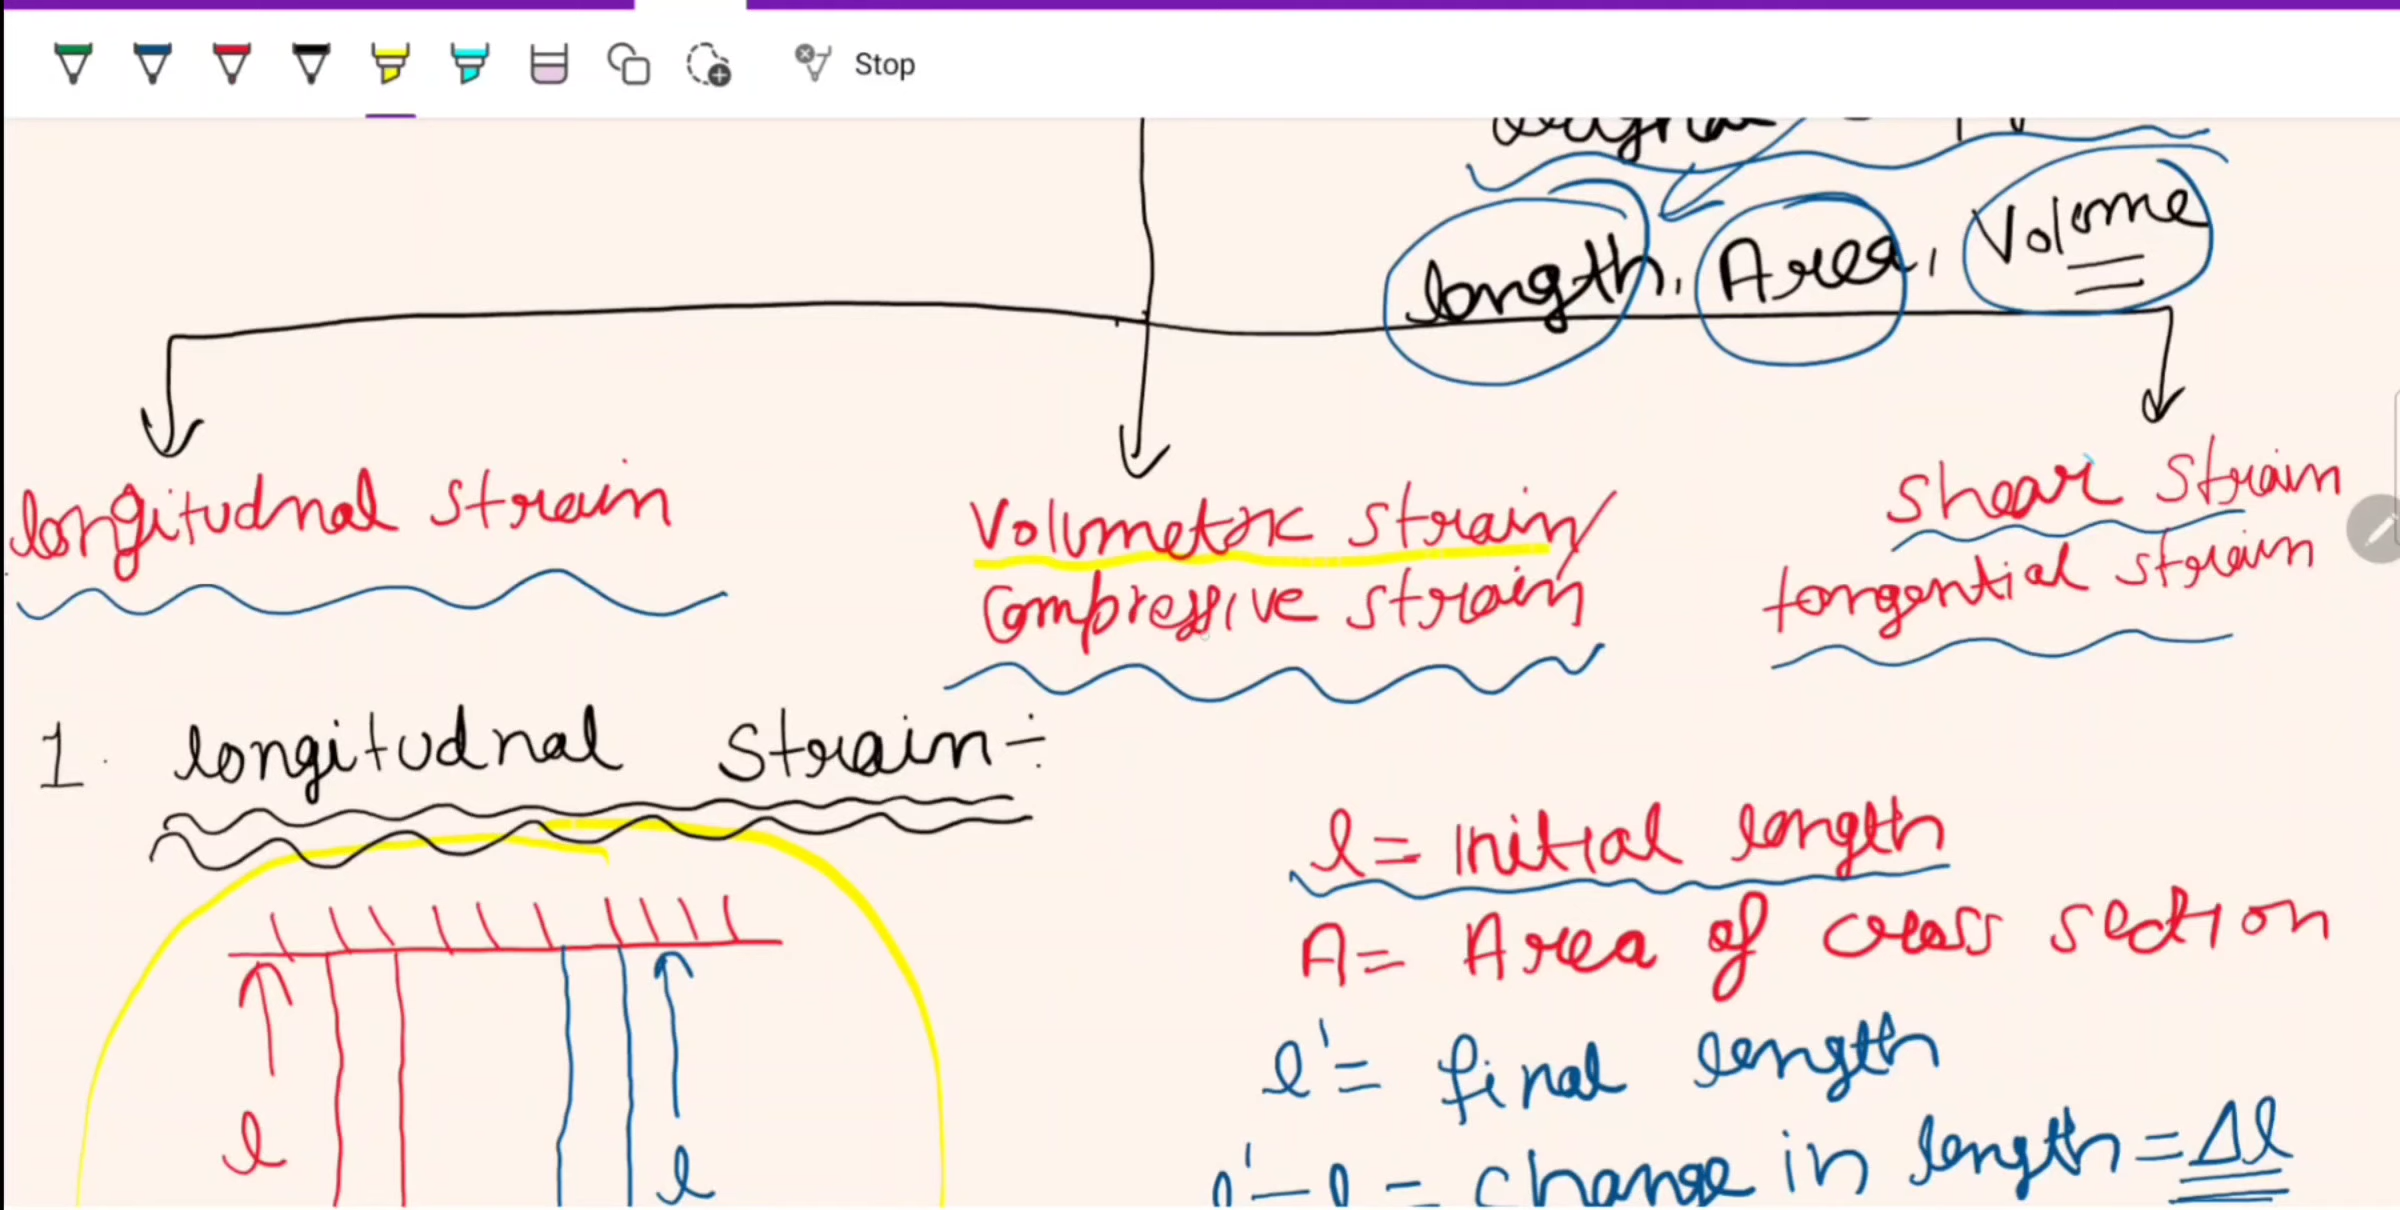 Stop
length, Area, Volume
longitudnal strain
Volumetric strain/
Compressive strain
Shear strain
tangential strain
1. longitudnal Strain÷
l = Initial length
A = Area of cross section
l' = final length
l' - l = change in length = Δl
l
l